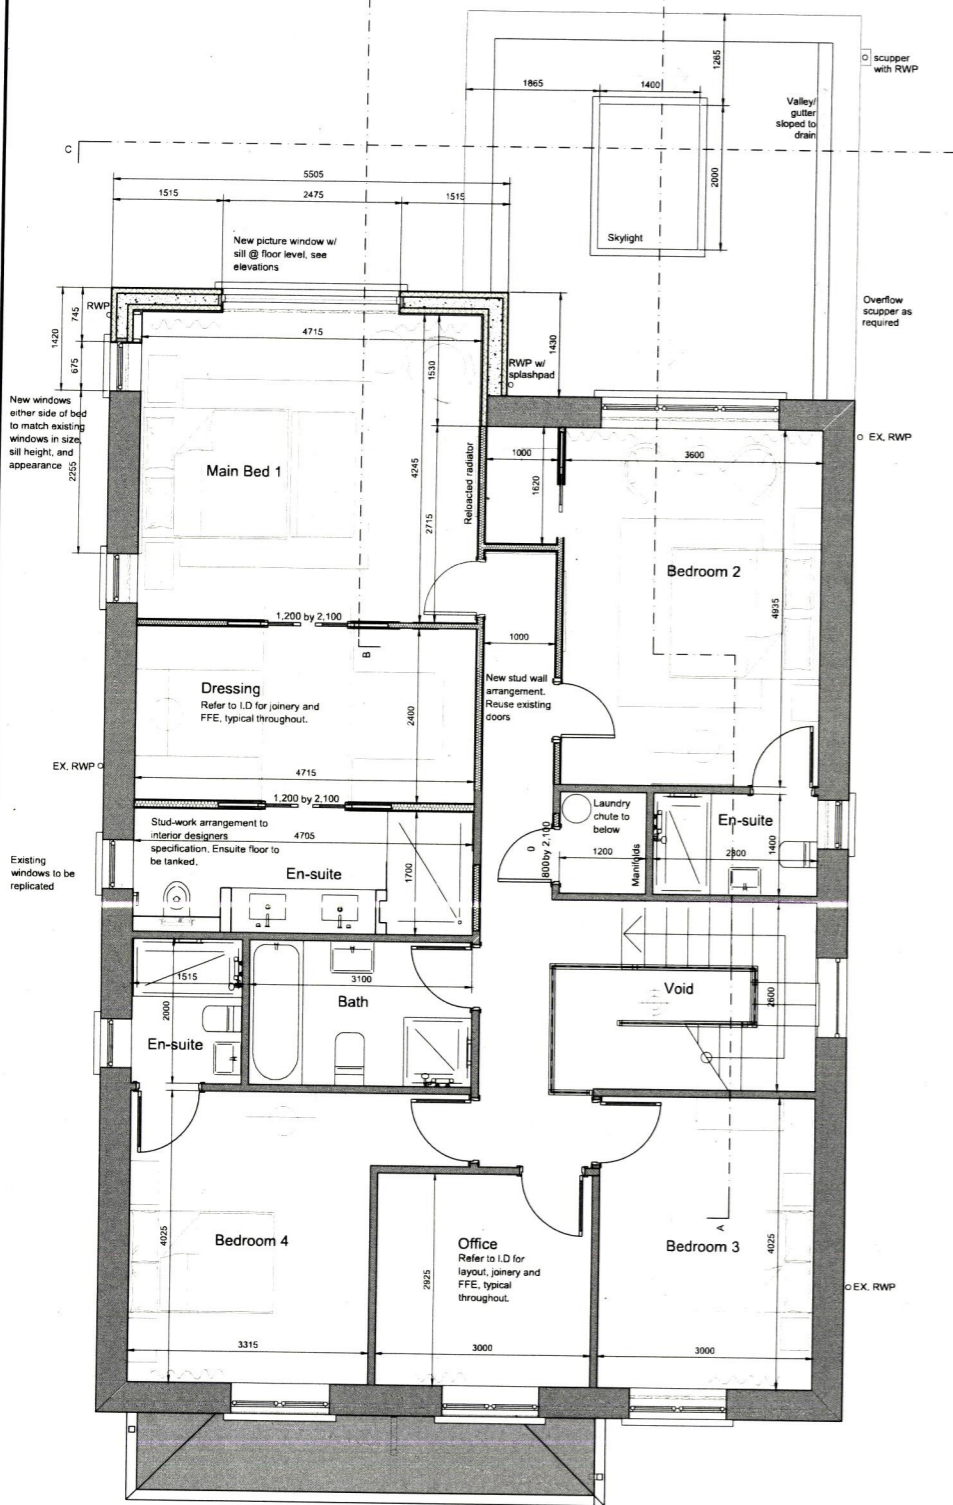 1265
scupper
with RWP
1865
1400
Valley/
gutter
sloped to
drain
C
2000
5505
1515
2475
1515
Skylight
New picture window w/
sill @ floor level, see
elevations
RWP
745
1420
675
4715
1530
1430
RWP w/
splashpad
Overflow
scupper as
required
New windows
either side of bed
to match existing
windows in size,
sill height, and
appearance
2255
EX. RWP
Main Bed 1
4245
2715
Reloacted radiator
1000
1620
3600
Bedroom 2
4935
1,200 by 2,100
B
1000
New stud wall
arrangement.
Reuse existing
doors
Dressing
Refer to I.D for joinery and
FFE, typical throughout.
2400
EX. RWP
4715
1,200 by 2,100
Stud-work arrangement to
4705
interior designers
specification. Ensuite floor to
be tanked.
En-suite
1700
Existing
windows to be
replicated
0
800by 2,100
Laundry
chute to
below
1200
Manifolds
En-suite
2800
1400
1515
2000
En-suite
3100
Bath
Void
2600
4025
Bedroom 4
3315
Office
Refer to I.D for
layout, joinery and
FFE, typical
throughout.
2925
3000
A
Bedroom 3
4025
3000
EX. RWP